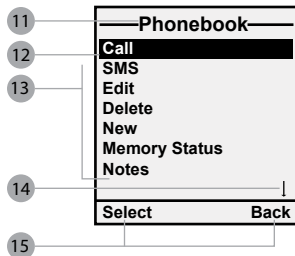 11
Phonebook
12
Call
13
SMS
Edit
Delete
New
Memory Status
Notes
14
Select Back
15